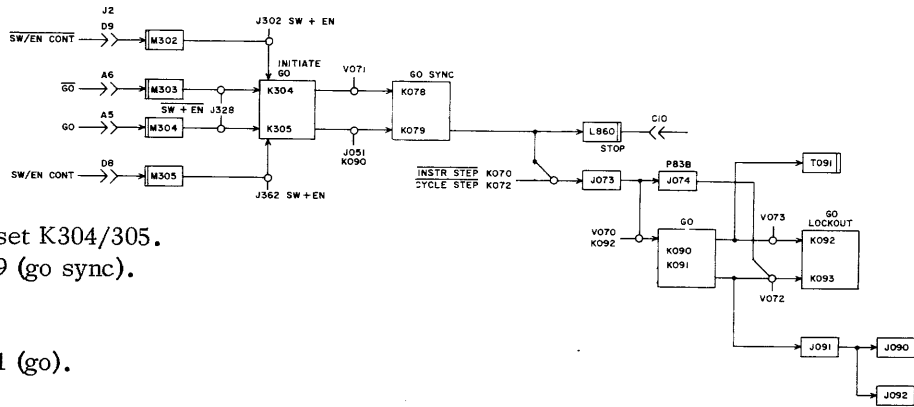 J2
J302 SW + EN
D9
SW/EN CONT
M302
INITIATE
GO
V071
GO SYNC
A6
GO
M303
K304
K078
SW + EN
J328
A5
GO
M304
K305
K079
J051
K090
L860
STOP
C10
D8
SW/EN CONT
M305
J362 SW+EN
INSTR STEP K070
CYCLE STEP K072
J073
P83B
J074
T091
set K304/305.
9 (go sync).
V070
K092
GO
K090
K091
V073
GO
LOCKOUT
K092
K093
V072
1 (go).
J091
J090
J092